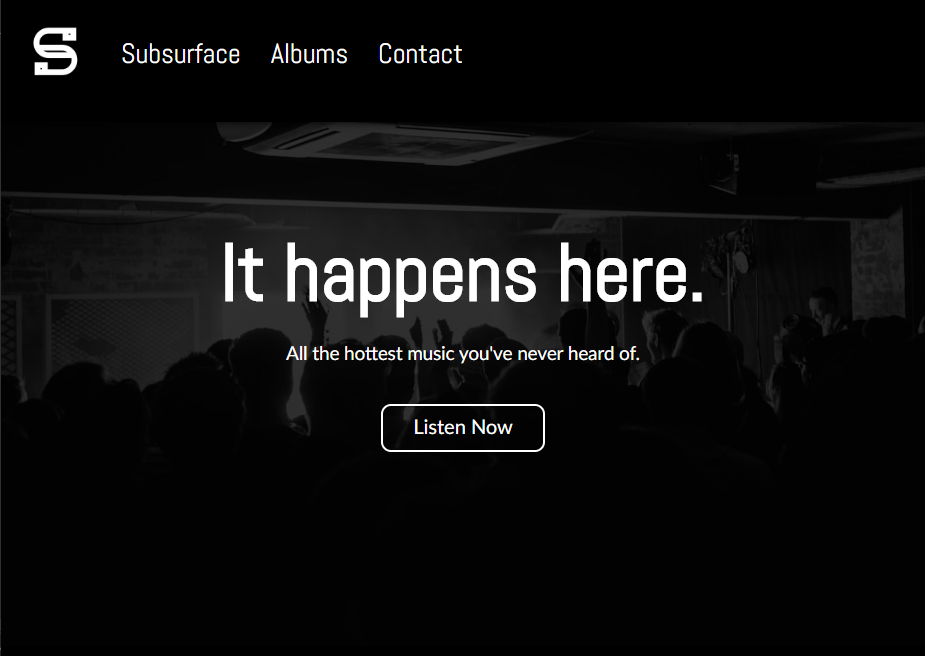 S
Subsurface Albums Contact
It happens here.
All the hottest music you've never heard of.
Listen Now